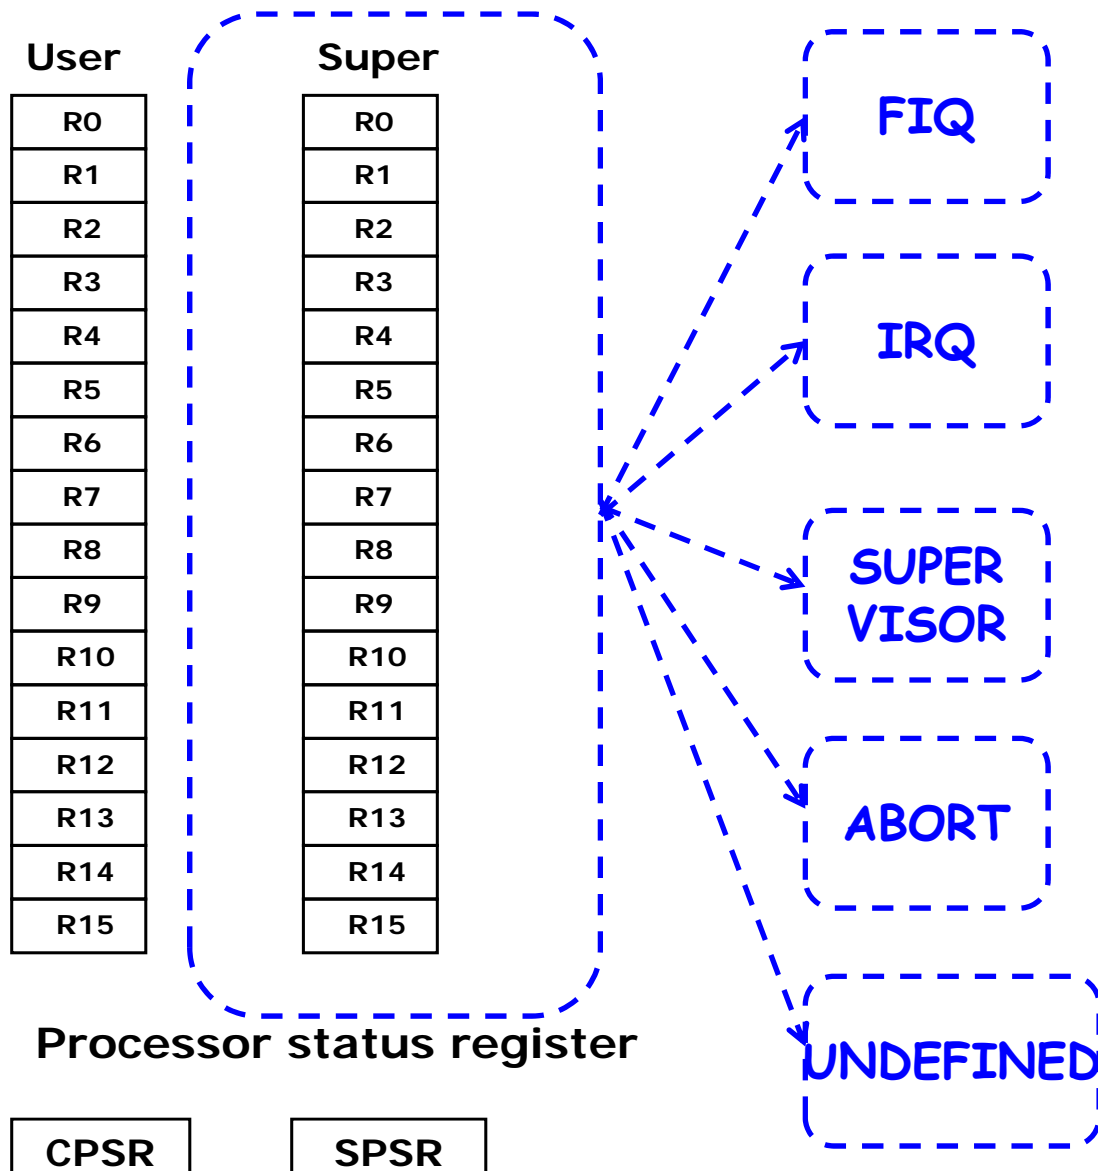 User
R0
R1
R2
R3
R4
R5
R6
R7
R8
R9
R10
R11
R12
R13
R14
R15
Super
R0
R1
R2
R3
R4
R5
R6
R7
R8
R9
R10
R11
R12
R13
R14
R15
FIQ
IRQ
SUPER
VISOR
ABORT
UNDEFINED
Processor status register
CPSR
SPSR